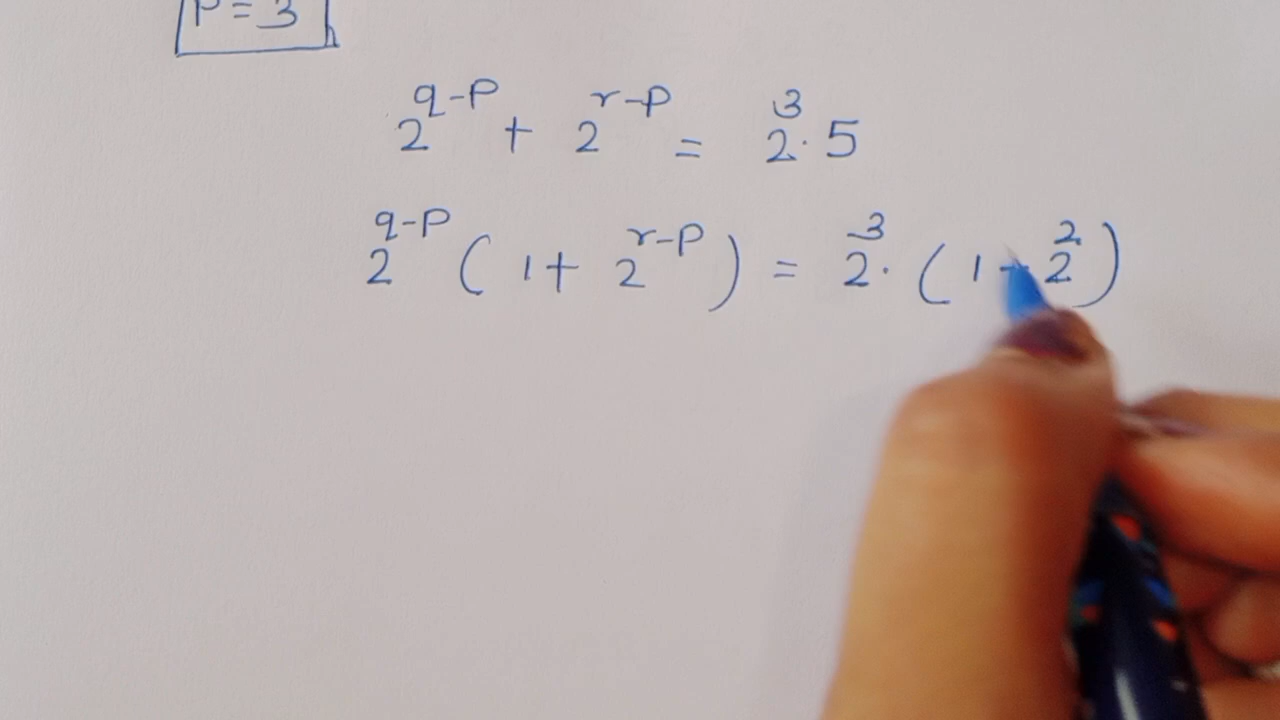 P = 3
2^{q-P} + 2^{r-P} = 2^3 · 5
2^{q-P} ( 1 + 2^{r-P} ) = 2^3 · ( 1 + 2^2 )